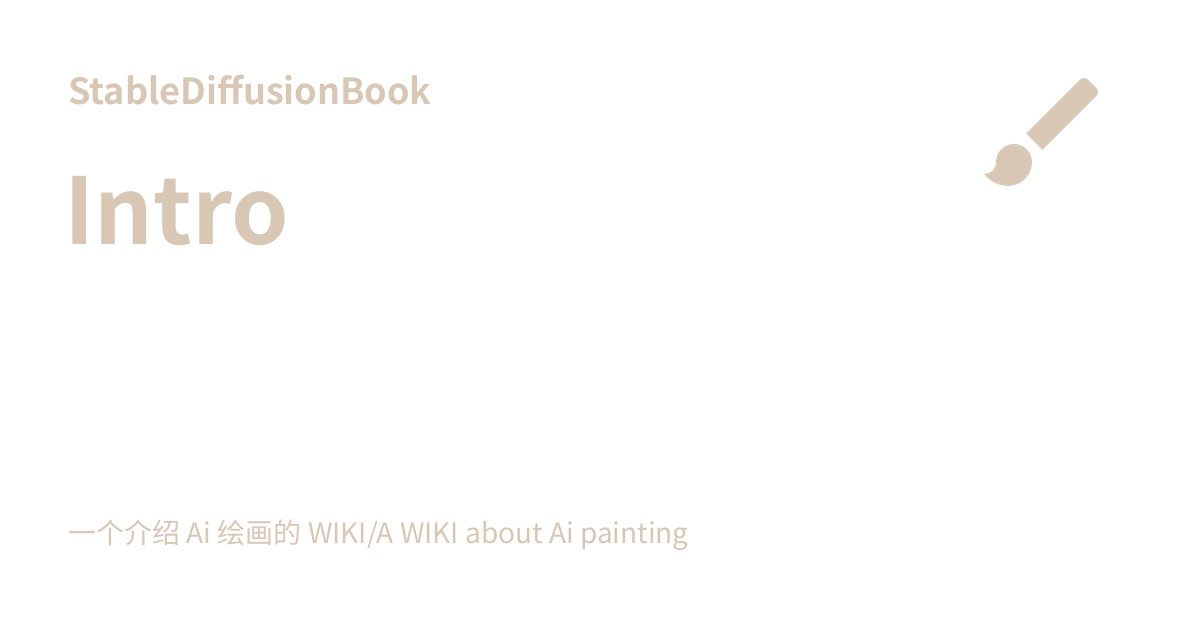 StableDiffusionBook
Intro
一个介绍 Ai 绘画的 WIKI/A WIKI about Ai painting